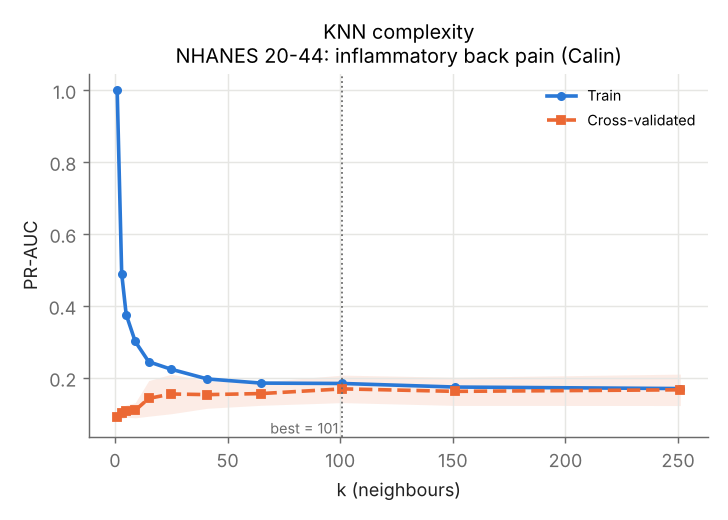 KNN complexity
NHANES 20-44: inflammatory back pain (Calin)
Train
Cross-validated
PR-AUC
1.0
0.8
0.6
0.4
0.2
best = 101
0
50
100
150
200
250
k (neighbours)